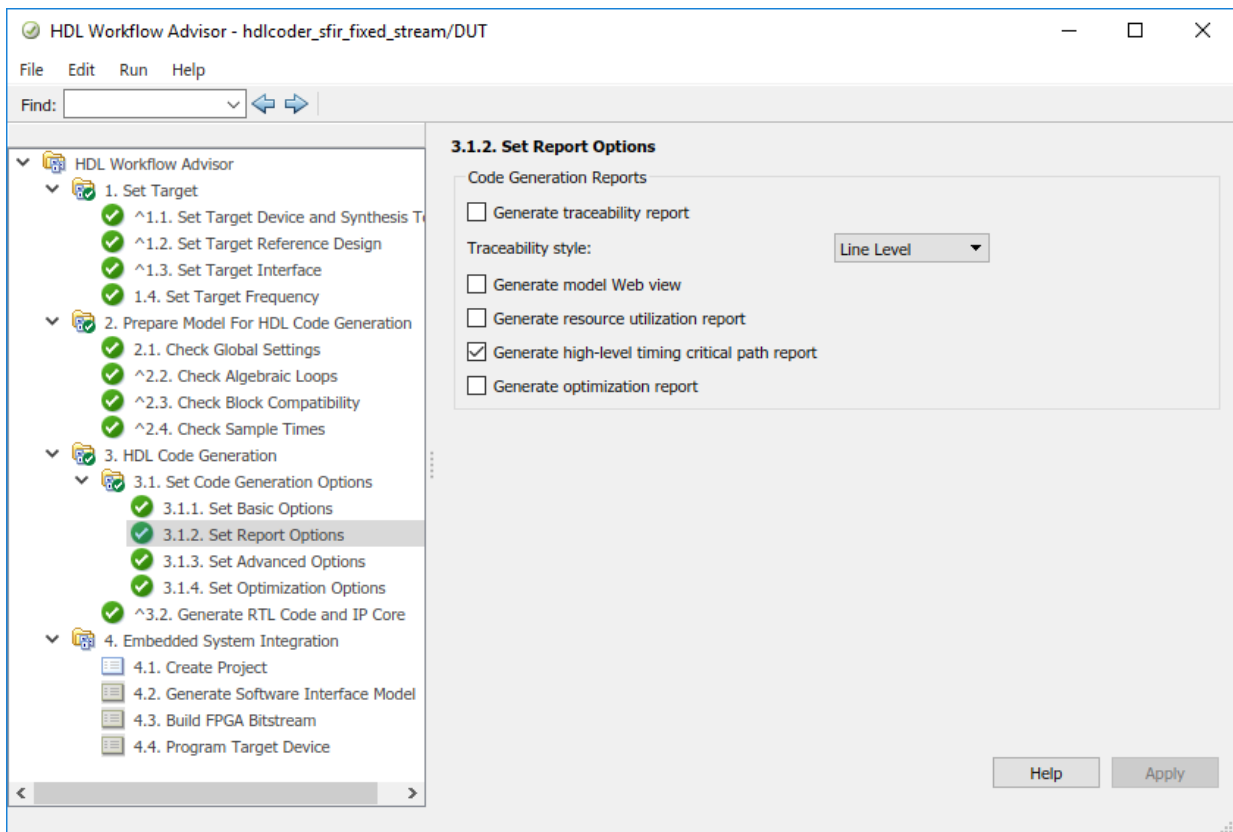 HDL Workflow Advisor - hdlcoder_sfir_fixed_stream/DUT
File Edit Run Help
Find:
HDL Workflow Advisor
1. Set Target
^1.1. Set Target Device and Synthesis
^1.2. Set Target Reference Design
^1.3. Set Target Interface
1.4. Set Target Frequency
2. Prepare Model For HDL Code Generation
2.1. Check Global Settings
^2.2. Check Algebraic Loops
^2.3. Check Block Compatibility
^2.4. Check Sample Times
3. HDL Code Generation
3.1. Set Code Generation Options
3.1.1. Set Basic Options
3.1.2. Set Report Options
3.1.3. Set Advanced Options
3.1.4. Set Optimization Options
^3.2. Generate RTL Code and IP Core
4. Embedded System Integration
4.1. Create Project
4.2. Generate Software Interface Model
4.3. Build FPGA Bitstream
4.4. Program Target Device
3.1.2. Set Report Options
Code Generation Reports
Generate traceability report
Traceability style: Line Level
Generate model Web view
Generate resource utilization report
Generate high-level timing critical path report
Generate optimization report
Help Apply